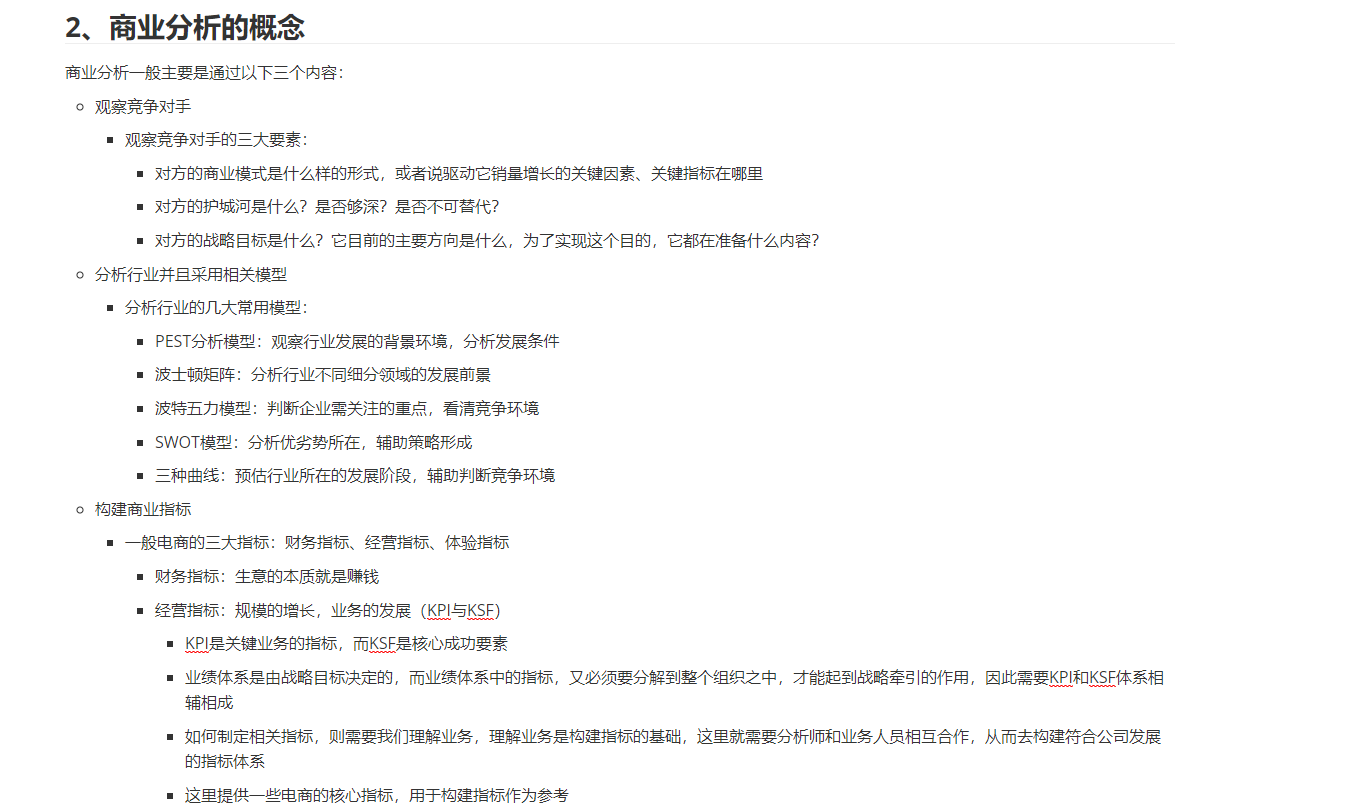 2、商业分析的概念
商业分析一般主要是通过以下三个内容：
观察竞争对手
观察竞争对手的三大要素：
对方的商业模式是什么样的形式，或者说驱动它销量增长的关键因素、关键指标在哪里
对方的护城河是什么？是否够深？是否不可替代？
对方的战略目标是什么？它目前的主要方向是什么，为了实现这个目的，它都在准备什么内容？
分析行业并且采用相关模型
分析行业的几大常用模型：
PEST分析模型：观察行业发展的背景环境，分析发展条件
波士顿矩阵：分析行业不同细分领域的发展前景
波特五力模型：判断企业需关注的重点，看清竞争环境
SWOT模型：分析优劣势所在，辅助策略形成
三种曲线：预估行业所在的发展阶段，辅助判断竞争环境
构建商业指标
一般电商的三大指标：财务指标、经营指标、体验指标
财务指标：生意的本质就是赚钱
经营指标：规模的增长，业务的发展（KPI与KSF）
KPI是关键业务的指标，而KSF是核心成功要素
业绩体系是由战略目标决定的，而业绩体系中的指标，又必须要分解到整个组织之中，才能起到战略牵引的作用，因此需要KPI和KSF体系相
辅相成
如何制定相关指标，则需要我们理解业务，理解业务是构建指标的基础，这里就需要分析师和业务人员相互合作，从而去构建符合公司发展
的指标体系
这里提供一些电商的核心指标，用于构建指标作为参考